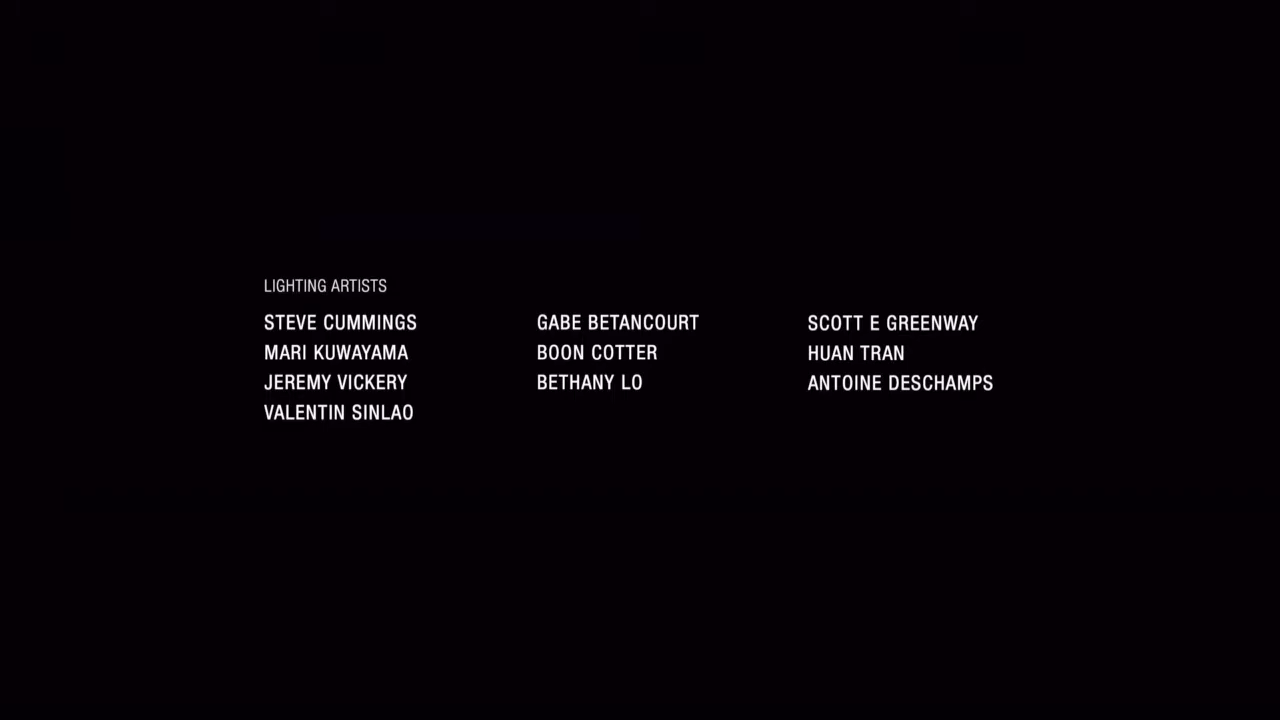 LIGHTING ARTISTS
STEVE CUMMINGS
MARI KUWAYAMA
JEREMY VICKERY
VALENTIN SINLAO
GABE BETANCOURT
BOON COTTER
BETHANY LO
SCOTT E GREENWAY
HUAN TRAN
ANTOINE DESCHAMPS